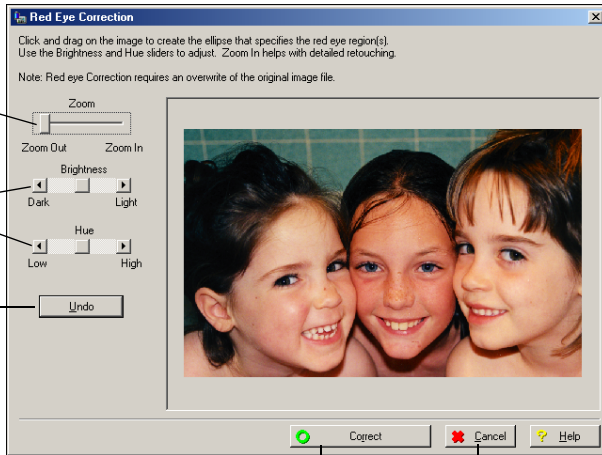 Red Eye Correction
Click and drag on the image to create the ellipse that specifies the red eye region(s).
Use the Brightness and Hue sliders to adjust. Zoom In helps with detailed retouching.
Note: Red eye Correction requires an overwrite of the original image file.
Zoom
Zoom Out Zoom In
Brightness
Dark Light
Hue
Low High
Undo
Correct Cancel Help